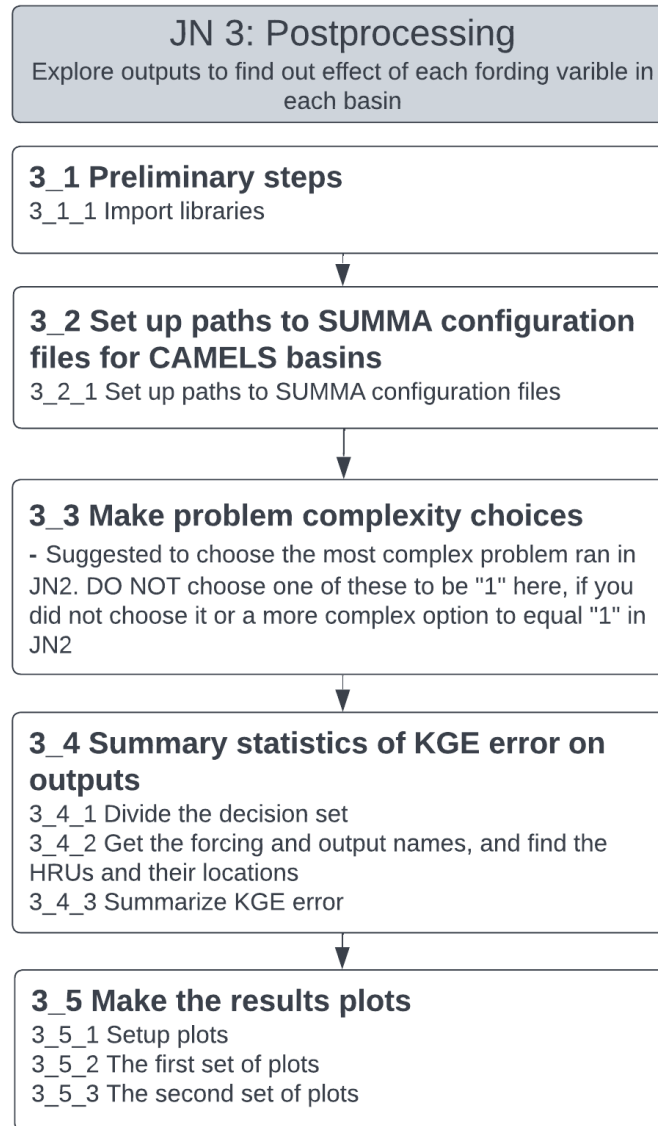 JN 3: Postprocessing
Explore outputs to find out effect of each fording varible in
each basin
3_1 Preliminary steps
3_1_1 Import libraries
3_2 Set up paths to SUMMA configuration
files for CAMELS basins
3_2_1 Set up paths to SUMMA configuration files
3_3 Make problem complexity choices
- Suggested to choose the most complex problem ran in
JN2. DO NOT choose one of these to be "1" here, if you
did not choose it or a more complex option to equal "1" in
JN2
3_4 Summary statistics of KGE error on
outputs
3_4_1 Divide the decision set
3_4_2 Get the forcing and output names, and find the
HRUs and their locations
3_4_3 Summarize KGE error
3_5 Make the results plots
3_5_1 Setup plots
3_5_2 The first set of plots
3_5_3 The second set of plots